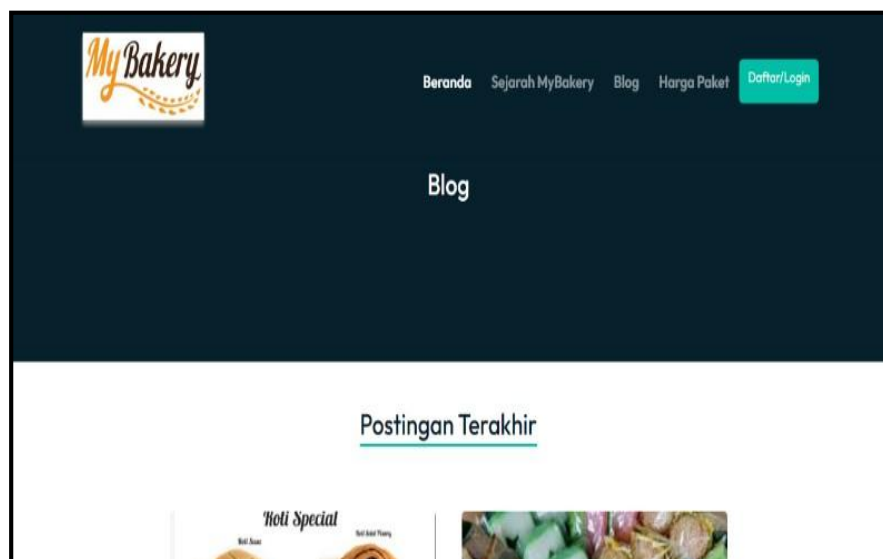 My Bakery
Beranda Sejarah MyBakery Blog Harga Paket Daftar/Login
Blog
Postingan Terakhir
Roti Special